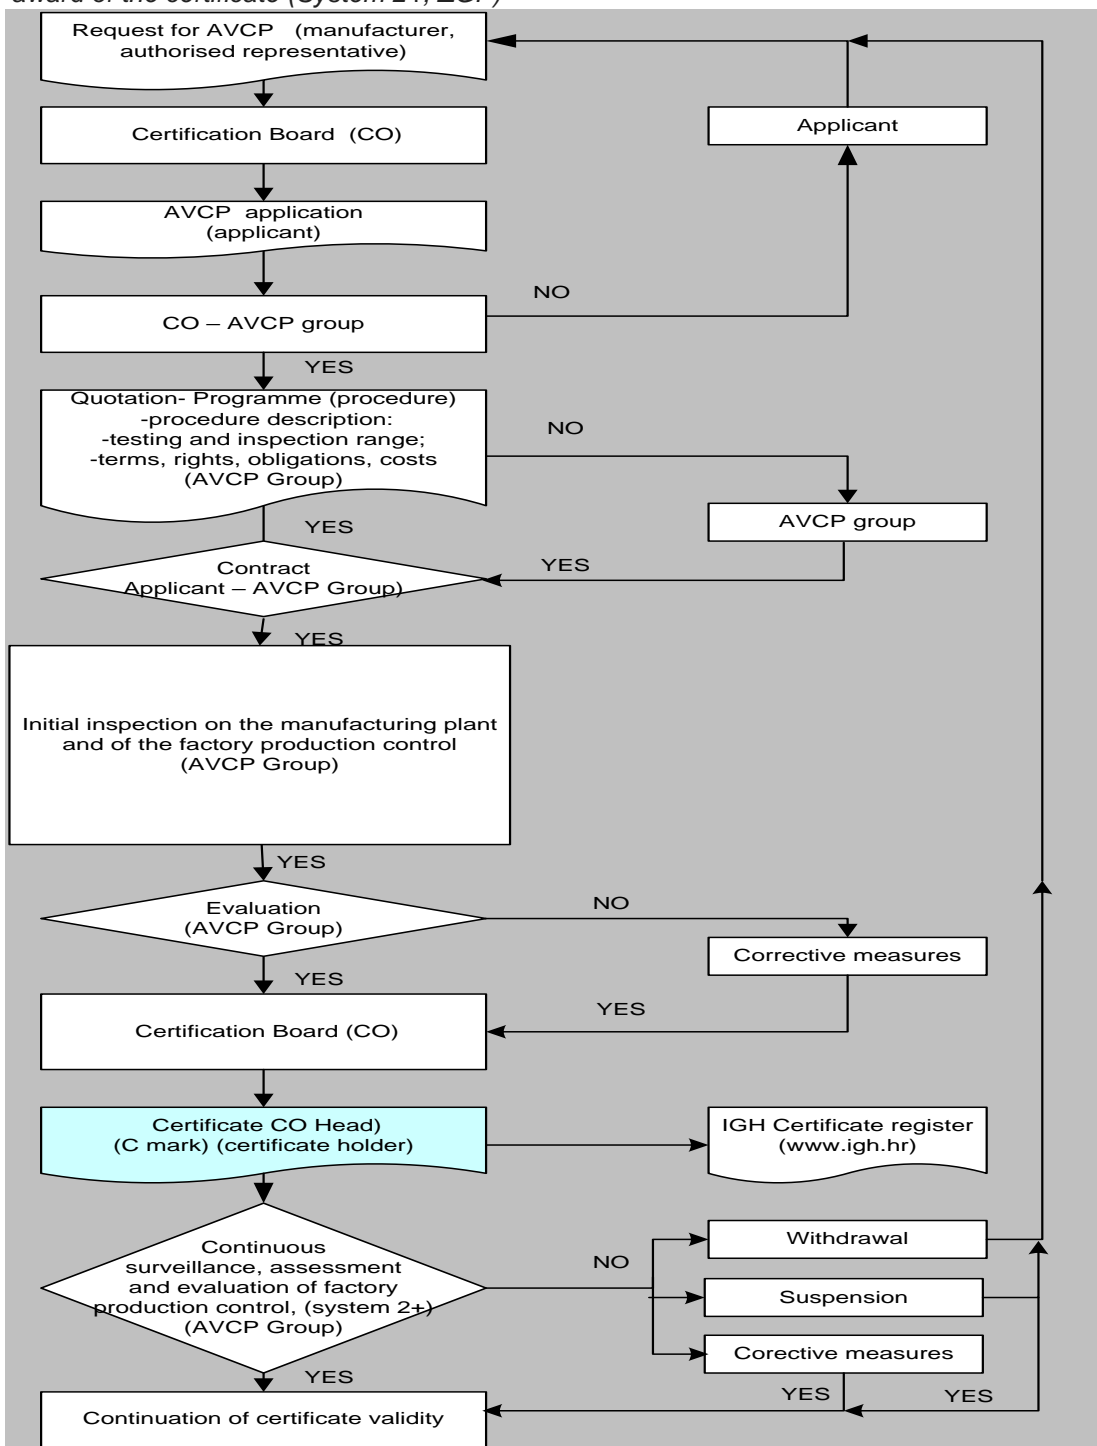 award of the certificate (System 2+, ZGP)
Request for AVCP (manufacturer,
authorised representative)
Certification Board (CO)
Applicant
AVCP application
(applicant)
NO
CO – AVCP group
YES
Quotation- Programme (procedure)
-procedure description:
-testing and inspection range;
-terms, rights, obligations, costs
(AVCP Group)
NO
AVCP group
YES
YES
Contract
Applicant – AVCP Group)
YES
Initial inspection on the manufacturing plant
and of the factory production control
(AVCP Group)
YES
Evaluation
(AVCP Group)
NO
Corrective measures
YES
YES
Certification Board (CO)
Certificate CO Head)
(C mark) (certificate holder)
IGH Certificate register
(www.igh.hr)
Continuous
surveillance, assessment
and evaluation of factory
production control, (system 2+)
(AVCP Group)
NO
Withdrawal
Suspension
Corective measures
YES
YES
YES
Continuation of certificate validity